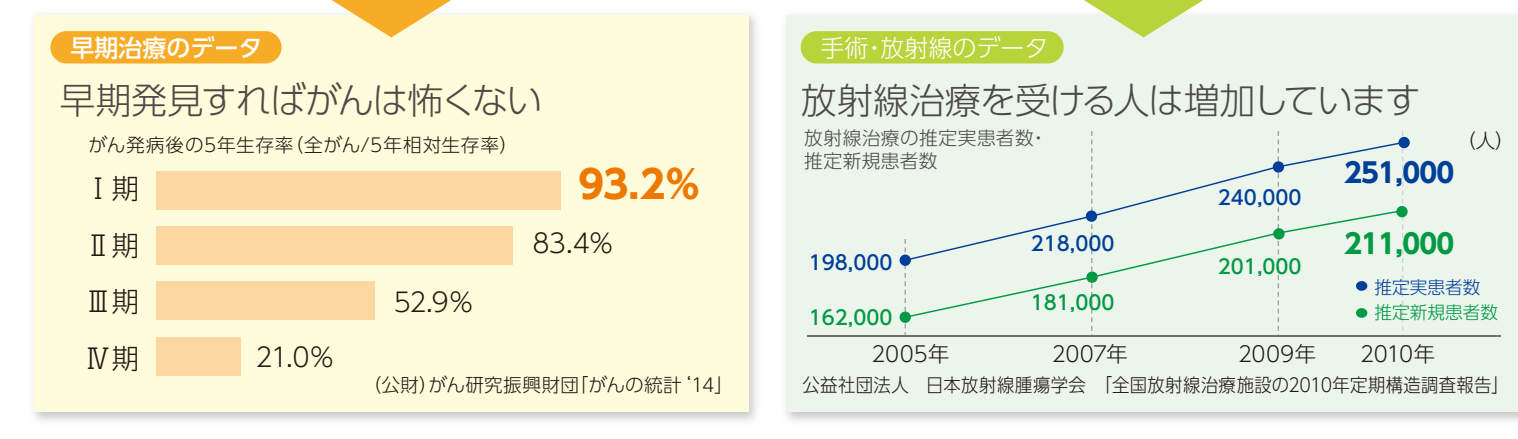 早期治療のデータ
早期発見すればがんは怖くない
がん発病後の5年生存率(全がん/5年相対生存率)
Ⅰ期 93.2%
Ⅱ期 83.4%
Ⅲ期 52.9%
Ⅳ期 21.0%
(公財)がん研究振興財団「がんの統計‘14」
手術・放射線のデータ
放射線治療を受ける人は増加しています
放射線治療の推定実患者数・
推定新規患者数
(人)
251,000
240,000
218,000
198,000
211,000
201,000
181,000
162,000
推定実患者数
推定新規患者数
2005年 2007年 2009年 2010年
公益社団法人 日本放射線腫瘍学会 「全国放射線治療施設の2010年定期構造調査報告」